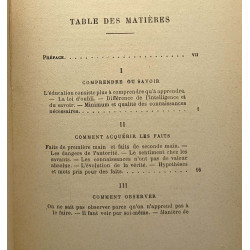 TABLE DES MATIÈRES
PRÉFACE. VII
I
COMPRENDRE OU SAVOIR
L'éducation consiste plus à comprendre qu'à apprendre.
— La loi d'oubli. — Différence de l'intelligence et
du savoir. — Minimum et qualité des connaissances
nécessaires. 1
II
COMMENT ACQUÉRIR LES FAITS
Faits de première main et faits de seconde main. —
Les dangers de l'autorité. — Le sentiment chez les
savants. — Les connaissances n'ont pas de valeur
absolue. — L'évolution de la vérité. — Hypothèses
et mots pris pour des faits. 15
III
COMMENT OBSERVER
On ne sait pas observer parce qu'on n'apprend pas à
le faire. — Il faut voir par soi-même. — Manière de